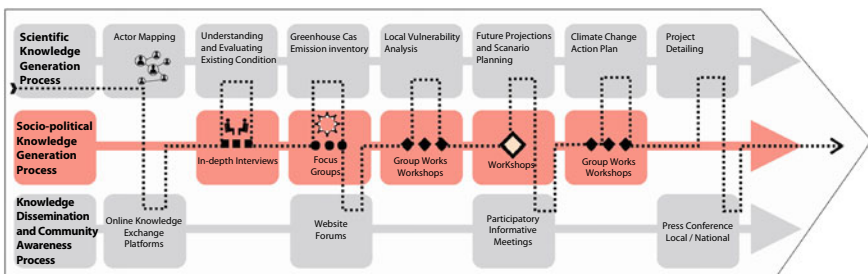 Scientific
Knowledge
Generation
Process
Actor Mapping
Understanding
and Evaluating
Existing Condition
Greenhouse Cas
Emission inventory
Local Vulnerability
Analysis
Future Projections
and Scanario
Planning
Climate Change
Action Plan
Project
Detailing
Socio-political
Knowledge
Generation
Process
In-depth Interviews
Focus
Groups
Group Works
Workshops
WorKshops
Group Works
Workshops
Knowledge
Dissemination
and Community
Awareness
Process
Online Knowledge
Exchange
Platforms
Website
Forums
Participatory
Informative
Meetings
Press Conference
Local / National